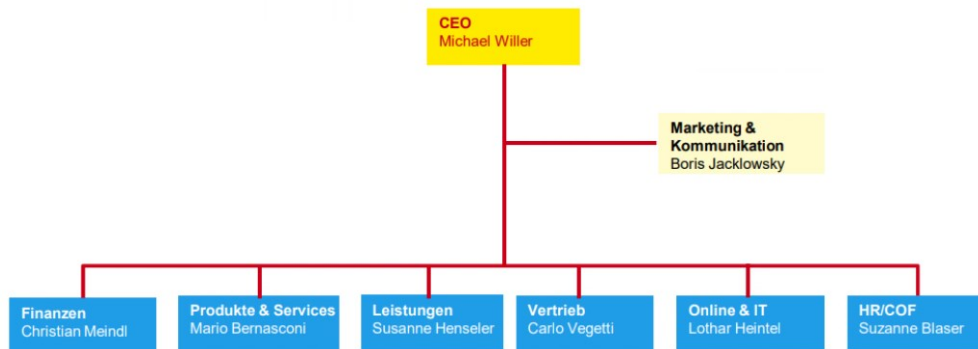 CEO
Michael Willer
Marketing &
Kommunikation
Boris Jacklowsky
Finanzen
Christian Meindl
Produkte & Services
Mario Bernasconi
Leistungen
Susanne Henseler
Vertrieb
Carlo Vegetti
Online & IT
Lothar Heintel
HR/COF
Suzanne Blaser